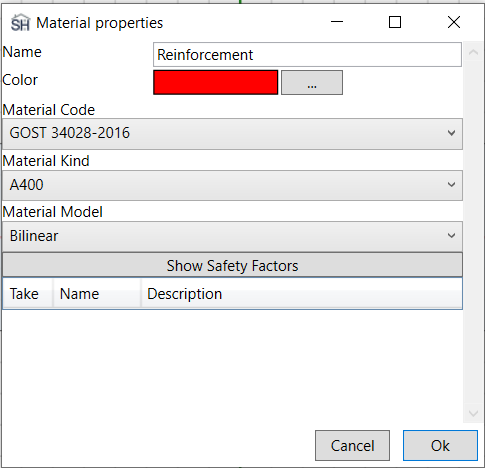 SH Material properties
Name Reinforcement
Color ...
Material Code
GOST 34028-2016
Material Kind
A400
Material Model
Bilinear
Show Safety Factors
Take Name Description
Cancel Ok